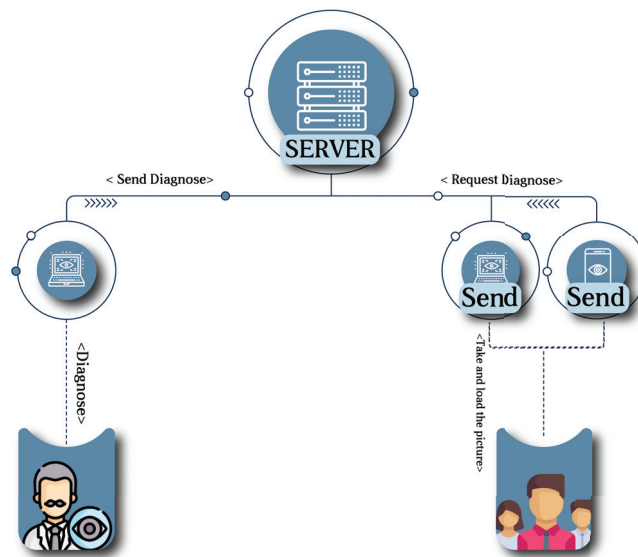 SERVER
< Send Diagnose>
< Request Diagnose>
>>>>>>
<<<<<<
Send
Send
<Diagnose>
<Take and load the picture>